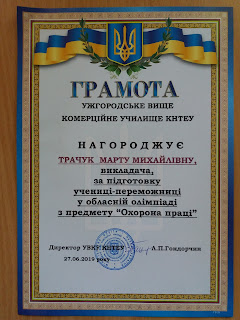 ГРАМОТА
УЖГОРОДСЬКЕ ВИЩЕ
КОМЕРЦІЙНЕ УЧИЛИЩЕ КНТЕУ
НАГОРОДЖУЄ
ТРАЧУК МАРТУ МИХАЙЛІВНУ,
викладача,
за підготовку
учениці-переможниці
у обласній олімпіаді
з предмету "Охорона праці"
Директор УВКУ КНТЕУ А.П.Гондорчин
27.06.2019 року